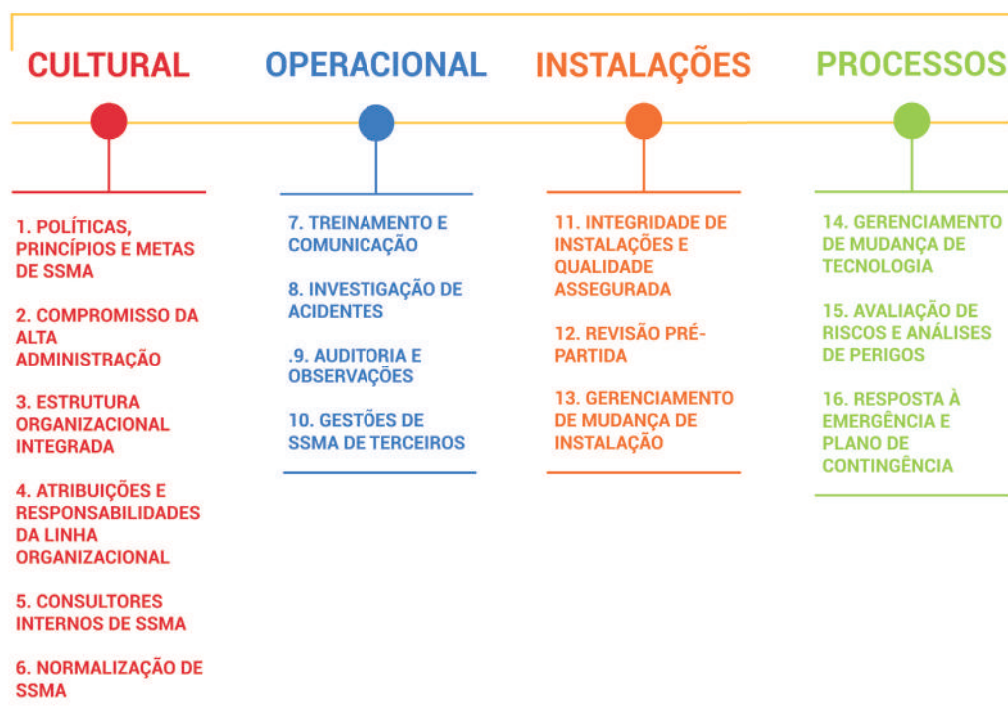 CULTURAL
1. POLÍTICAS,
PRINCÍPIOS E METAS
DE SSMA
2. COMPROMISSO DA
ALTA
ADMINISTRAÇÃO
3. ESTRUTURA
ORGANIZACIONAL
INTEGRADA
4. ATRIBUIÇÕES E
RESPONSABILIDADES
DA LINHA
ORGANIZACIONAL
5. CONSULTORES
INTERNOS DE SSMA
6. NORMALIZAÇÃO DE
SSMA
OPERACIONAL
7. TREINAMENTO E
COMUNICAÇÃO
8. INVESTIGAÇÃO DE
ACIDENTES
.9. AUDITORIA E
OBSERVAÇÕES
10. GESTÕES DE
SSMA DE TERCEIROS
INSTALAÇÕES
11. INTEGRIDADE DE
INSTALAÇÕES E
QUALIDADE
ASSEGURADA
12. REVISÃO PRÉ-
PARTIDA
13. GERENCIAMENTO
DE MUDANÇA DE
INSTALAÇÃO
PROCESSOS
14. GERENCIAMENTO
DE MUDANÇA DE
TECNOLOGIA
15. AVALIAÇÃO DE
RISCOS E ANÁLISES
DE PERIGOS
16. RESPOSTA À
EMERGÊNCIA E
PLANO DE
CONTINGÊNCIA